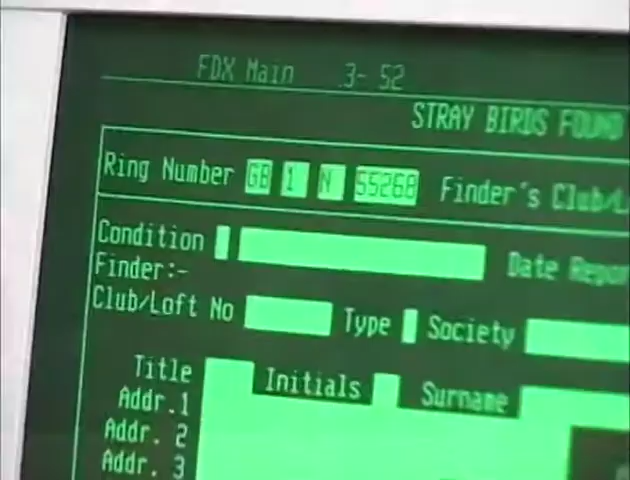 FDX Main 3- 52
STRAY BIRDS FOUND
Ring Number GB 1 N 55268 Finder's Club/L
Condition Date Repor
Finder:-
Club/Loft No Type Society
Title Initials Surname
Addr.1
Addr. 2
Addr. 3